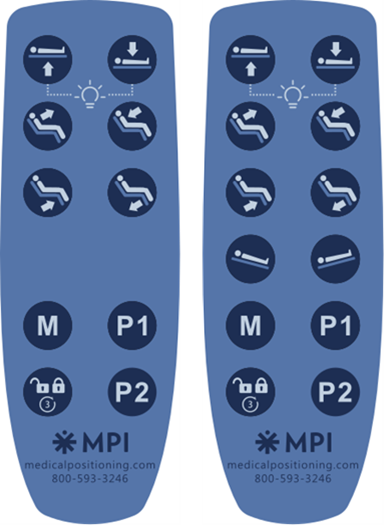 M P1
3 P2
MPI
medicalpositioning.com
800-593-3246
M P1
3 P2
MPI
medicalpositioning.com
800-593-3246